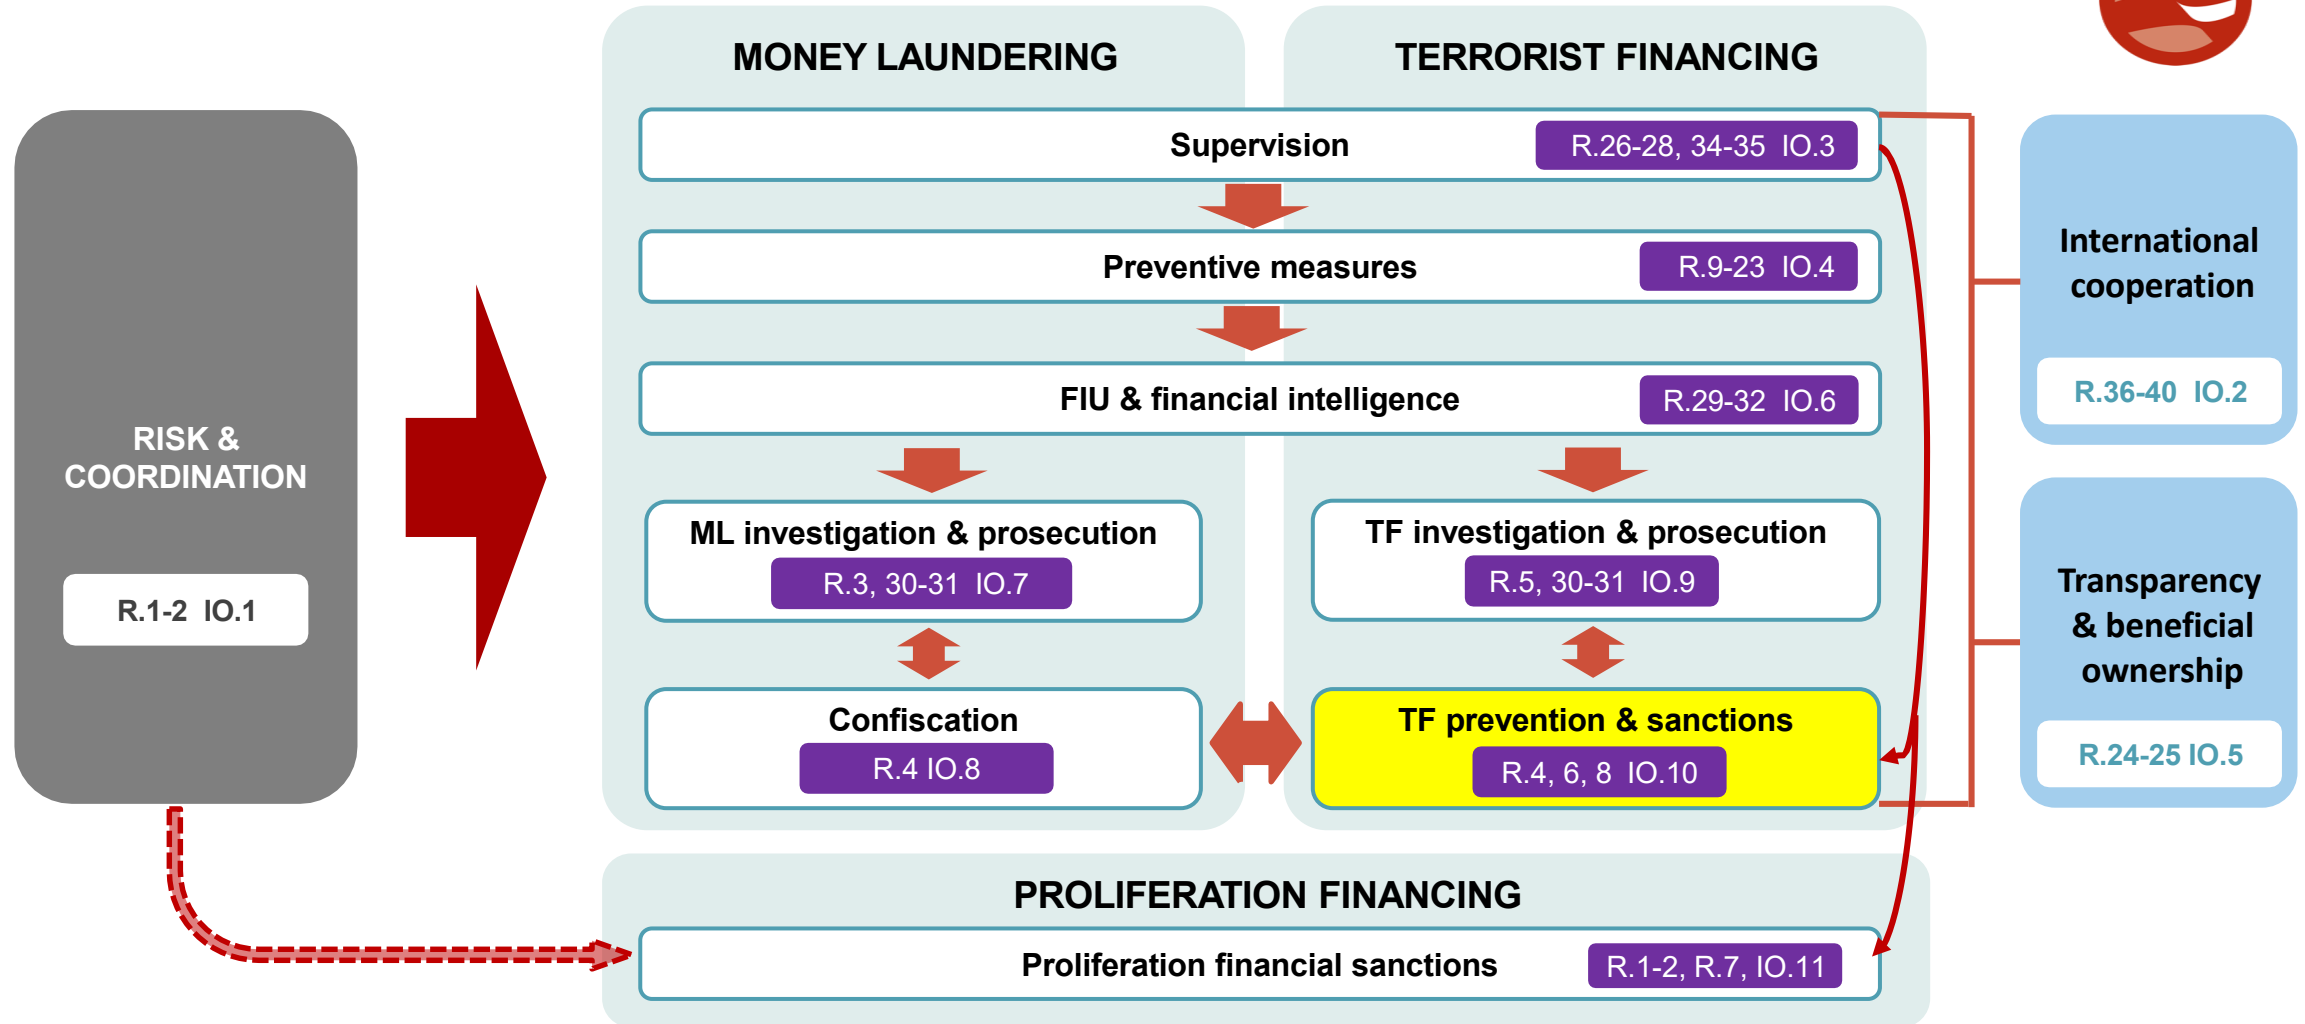 MONEY LAUNDERING
TERRORIST FINANCING
Supervision
R.26-28, 34-35 IO.3
Preventive measures
R.9-23 IO.4
FIU & financial intelligence
R.29-32 IO.6
RISK &
COORDINATION
R.1-2 IO.1
ML investigation & prosecution
R.3, 30-31 IO.7
TF investigation & prosecution
R.5, 30-31 IO.9
Confiscation
R.4 IO.8
TF prevention & sanctions
R.4, 6, 8 IO.10
International
cooperation
R.36-40 IO.2
Transparency
& beneficial
ownership
R.24-25 IO.5
PROLIFERATION FINANCING
Proliferation financial sanctions
R.1-2, R.7, IO.11